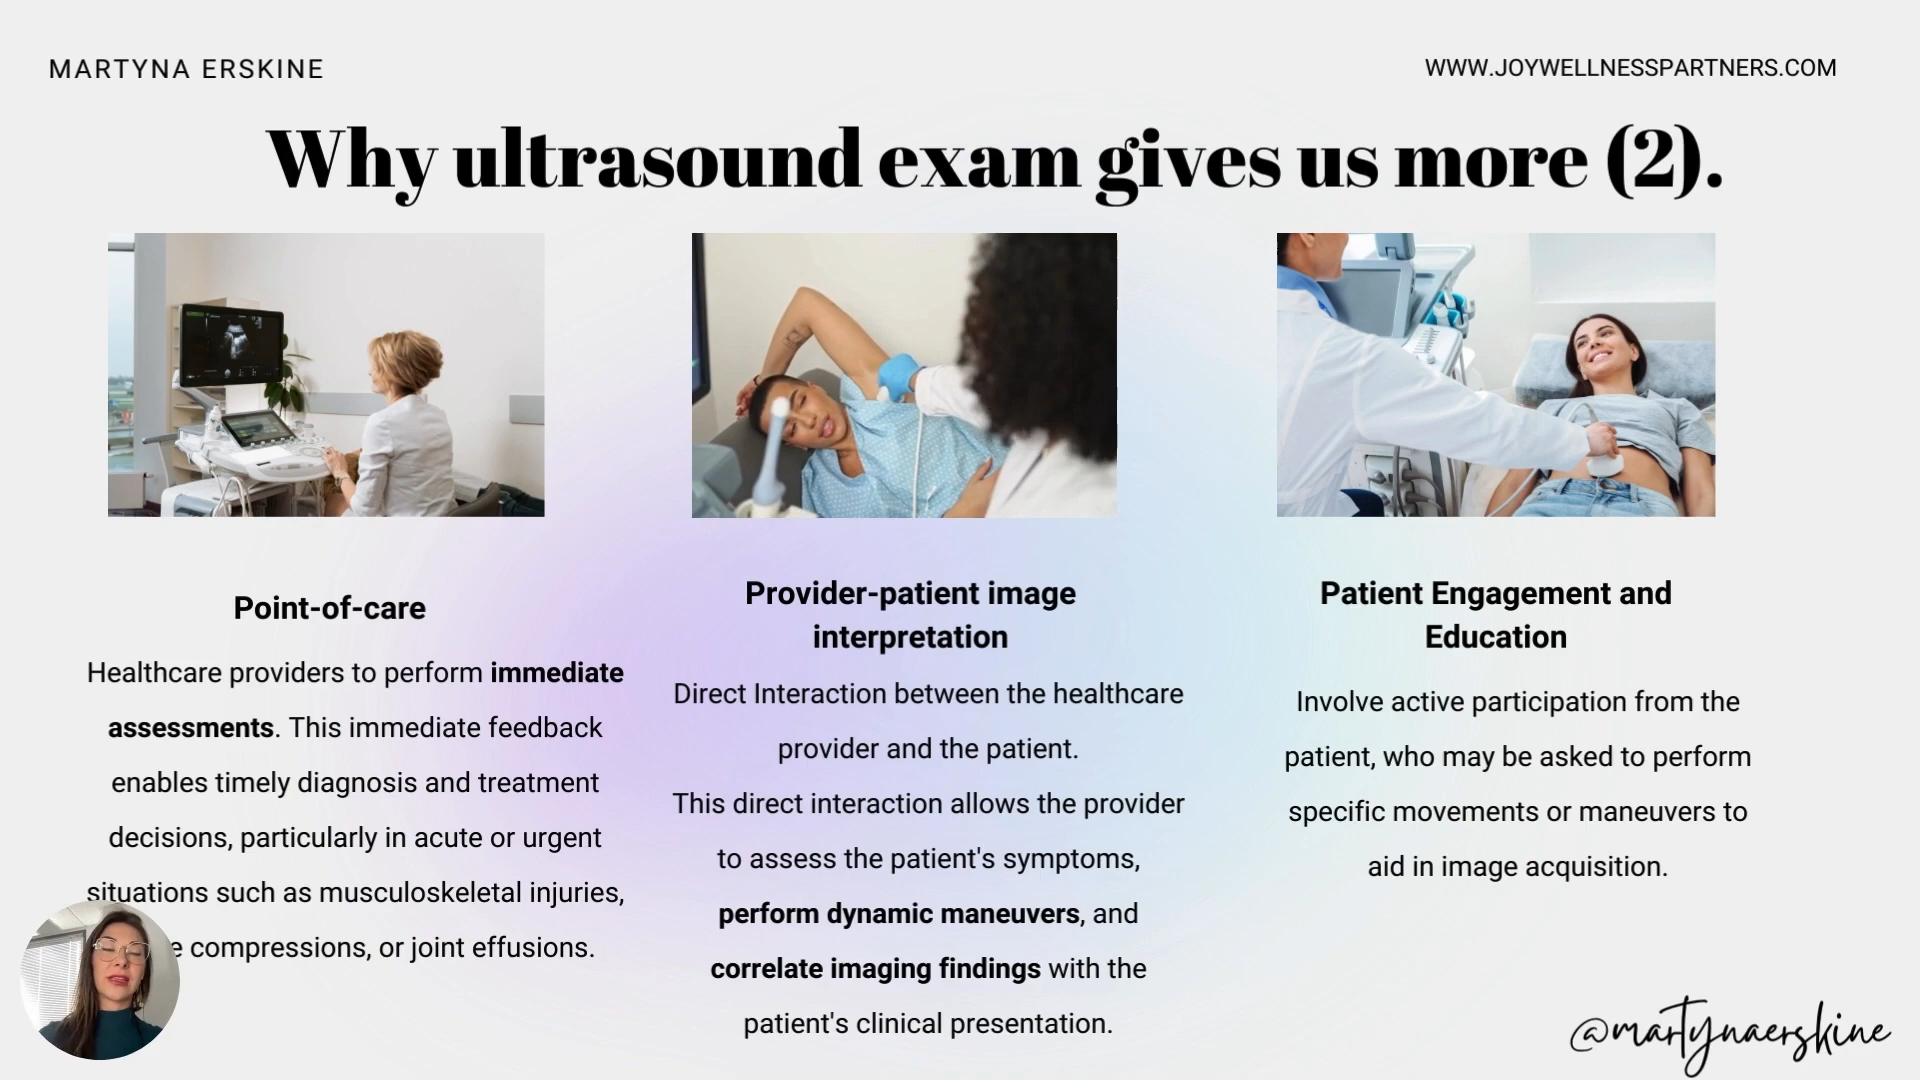 MARTYNA ERSKINE
WWW.JOYWELLNESSPARTNERS.COM
Why ultrasound exam gives us more (2).
Point-of-care
Healthcare providers to perform immediate
assessments. This immediate feedback
enables timely diagnosis and treatment
decisions, particularly in acute or urgent
situations such as musculoskeletal injuries,
compressions, or joint effusions.
Provider-patient image
interpretation
Direct Interaction between the healthcare
provider and the patient.
This direct interaction allows the provider
to assess the patient's symptoms,
perform dynamic maneuvers, and
correlate imaging findings with the
patient's clinical presentation.
Patient Engagement and
Education
Involve active participation from the
patient, who may be asked to perform
specific movements or maneuvers to
aid in image acquisition.
@martynaerskine